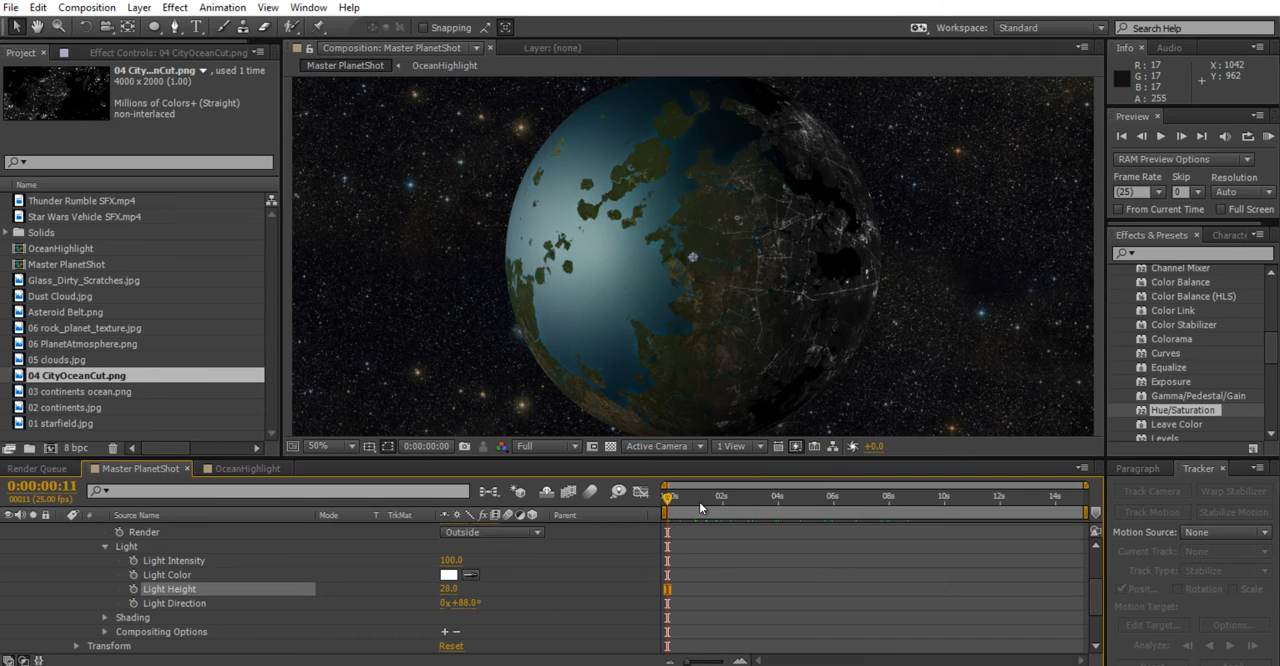 File Edit Composition Layer Effect Animation View Window Help
Snapping
Workspace: Standard
Search Help
Project
Effect Controls: 04 CityOceanCut.png
Composition: Master PlanetShot
Layer: (none)
Info Audio
04 City...nCut.png , used 1 time
4000 x 2000 (1.00)
Millions of Colors+ (Straight)
non-interlaced
Master PlanetShot OceanHighlight
R: 17
G: 17
B: 17
A: 255
X: 1042
Y: 962
Preview
RAM Preview Options
Frame Rate Skip Resolution
(25) 0 Auto
From Current Time Full Screen
Name
Thunder Rumble SFX.mp4
Star Wars Vehicle SFX.mp4
Solids
OceanHighlight
Master PlanetShot
Glass_Dirty_Scratches.jpg
Dust Cloud.jpg
Asteroid Belt.png
06 rock_planet_texture.jpg
06 PlanetAtmosphere.png
05 clouds.jpg
04 CityOceanCut.png
03 continents ocean.png
02 continents.jpg
01 starfield.jpg
8 bpc
Effects & Presets Charact
Channel Mixer
Color Balance
Color Balance (HLS)
Color Link
Color Stabilizer
Colorama
Curves
Equalize
Exposure
Gamma/Pedestal/Gain
Hue/Saturation
Leave Color
Levels
50% 0:00:00:00 Full Active Camera 1 View +0.0
Render Queue Master PlanetShot OceanHighlight
0:00:00:11
00011 (25.00 fps)
02s 04s 06s 08s 10s 12s 14s
# Source Name Mode T TrkMat Parent
Render Outside
Light
Light Intensity 100.0
Light Color
Light Height 28.0
Light Direction 0x+88.0°
Shading
Compositing Options + −
Transform Reset
Paragraph Tracker
Track Camera Warp Stabilizer
Track Motion Stabilize Motion
Motion Source: None
Current Track: None
Track Type: Stabilize
Posit... Rotation Scale
Motion Target:
Edit Target... Options...
Analyze: